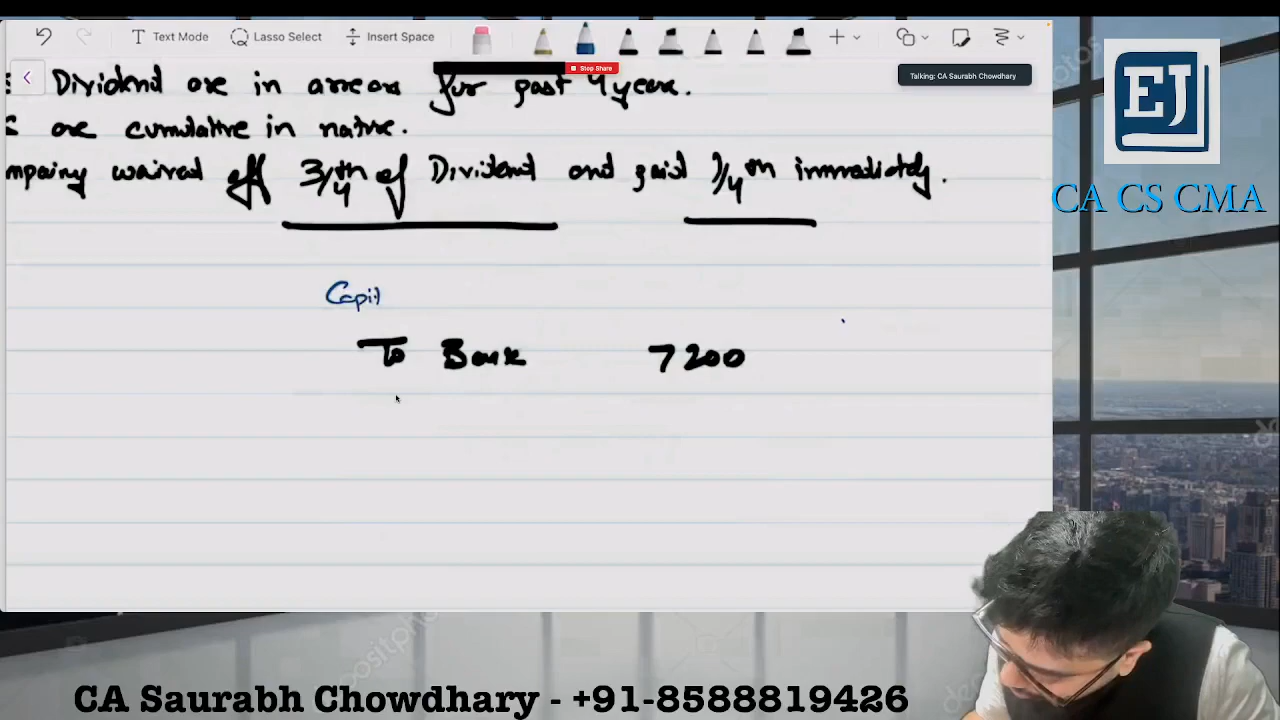 Text Mode Lasso Select Insert Space
Stop Share
Talking: CA Saurabh Chowdhary
EJ
CA CS CMA
Dividend are in arrears for past 4 years.
S are cumulative in nature.
mpany waived off 3/4th of Dividend and paid 1/4th immediately.
Capit
To Bank 7200
CA Saurabh Chowdhary - +91-8588819426